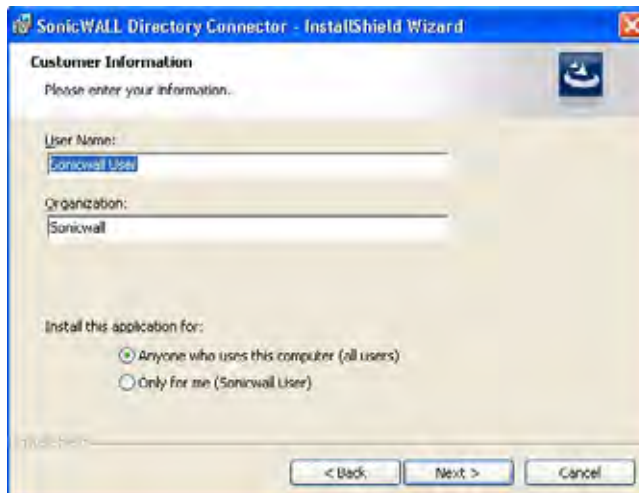 SonicWALL Directory Connector - InstallShield Wizard
Customer Information
Please enter your information.
User Name:
Sonicwall User
Organization:
Sonicwall
Install this application for:
Anyone who uses this computer (all users)
Only for me (Sonicwall User)
< Back
Next >
Cancel